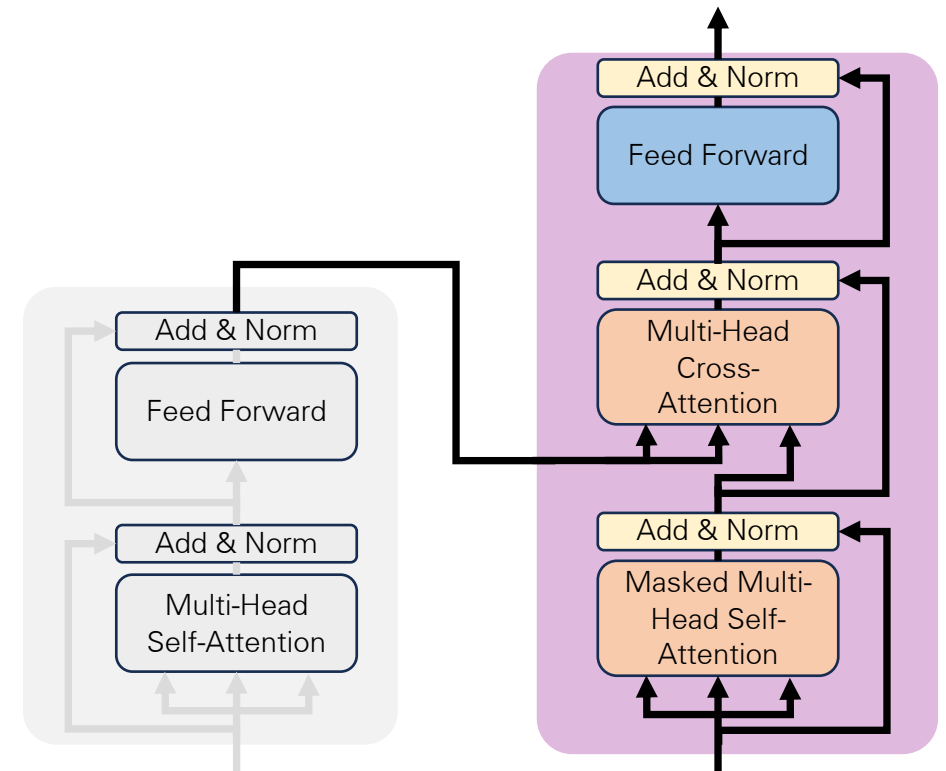 Add & Norm
Feed Forward
Add & Norm
Multi-Head
Self-Attention
Add & Norm
Feed Forward
Add & Norm
Multi-Head
Cross-
Attention
Add & Norm
Masked Multi-
Head Self-
Attention